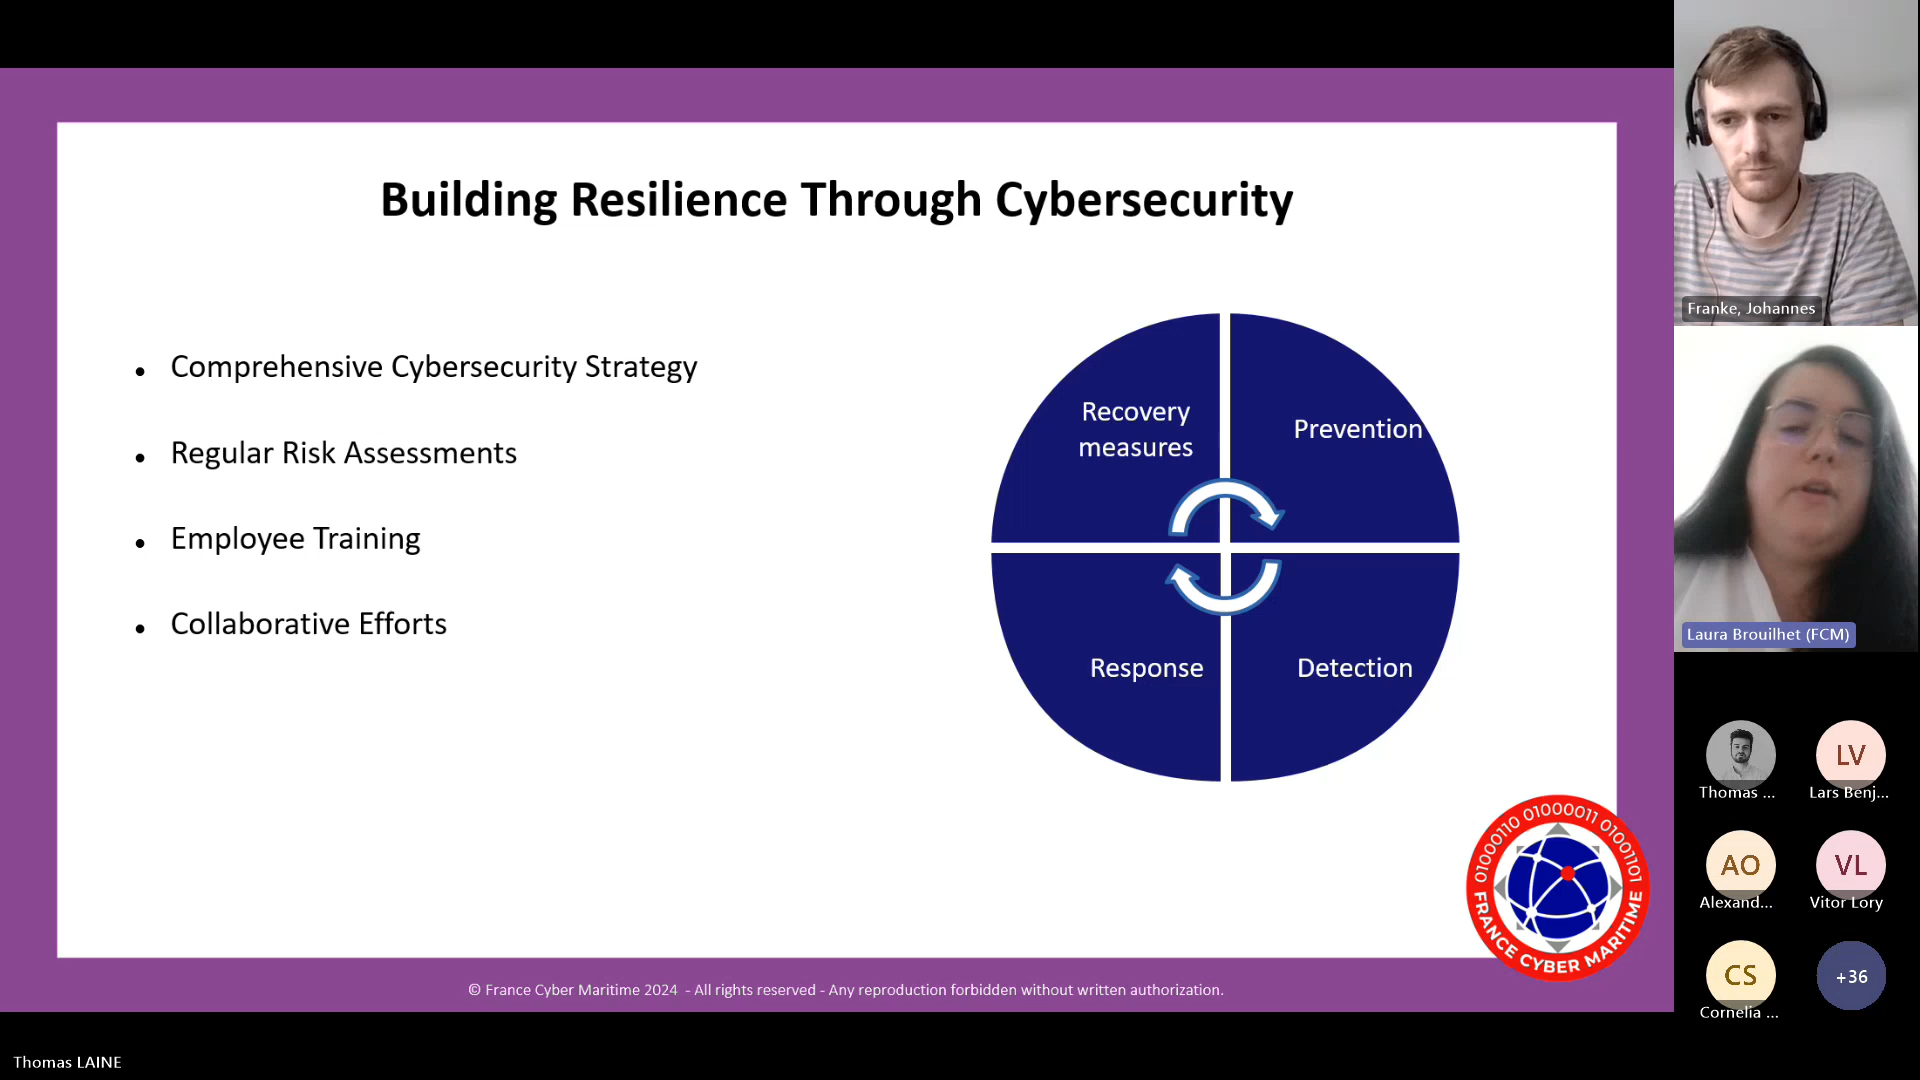 Building Resilience Through Cybersecurity
Comprehensive Cybersecurity Strategy
Regular Risk Assessments
Employee Training
Collaborative Efforts
Recovery
measures
Prevention
Response
Detection
01000110 01000011 01001101
FRANCE CYBER MARITIME
© France Cyber Maritime 2024 - All rights reserved - Any reproduction forbidden without written authorization.
Thomas LAINE
Franke, Johannes
Laura Brouilhet (FCM)
Thomas ...
LV
Lars Benj...
AO
Alexand...
VL
Vitor Lory
CS
Cornelia ...
+36